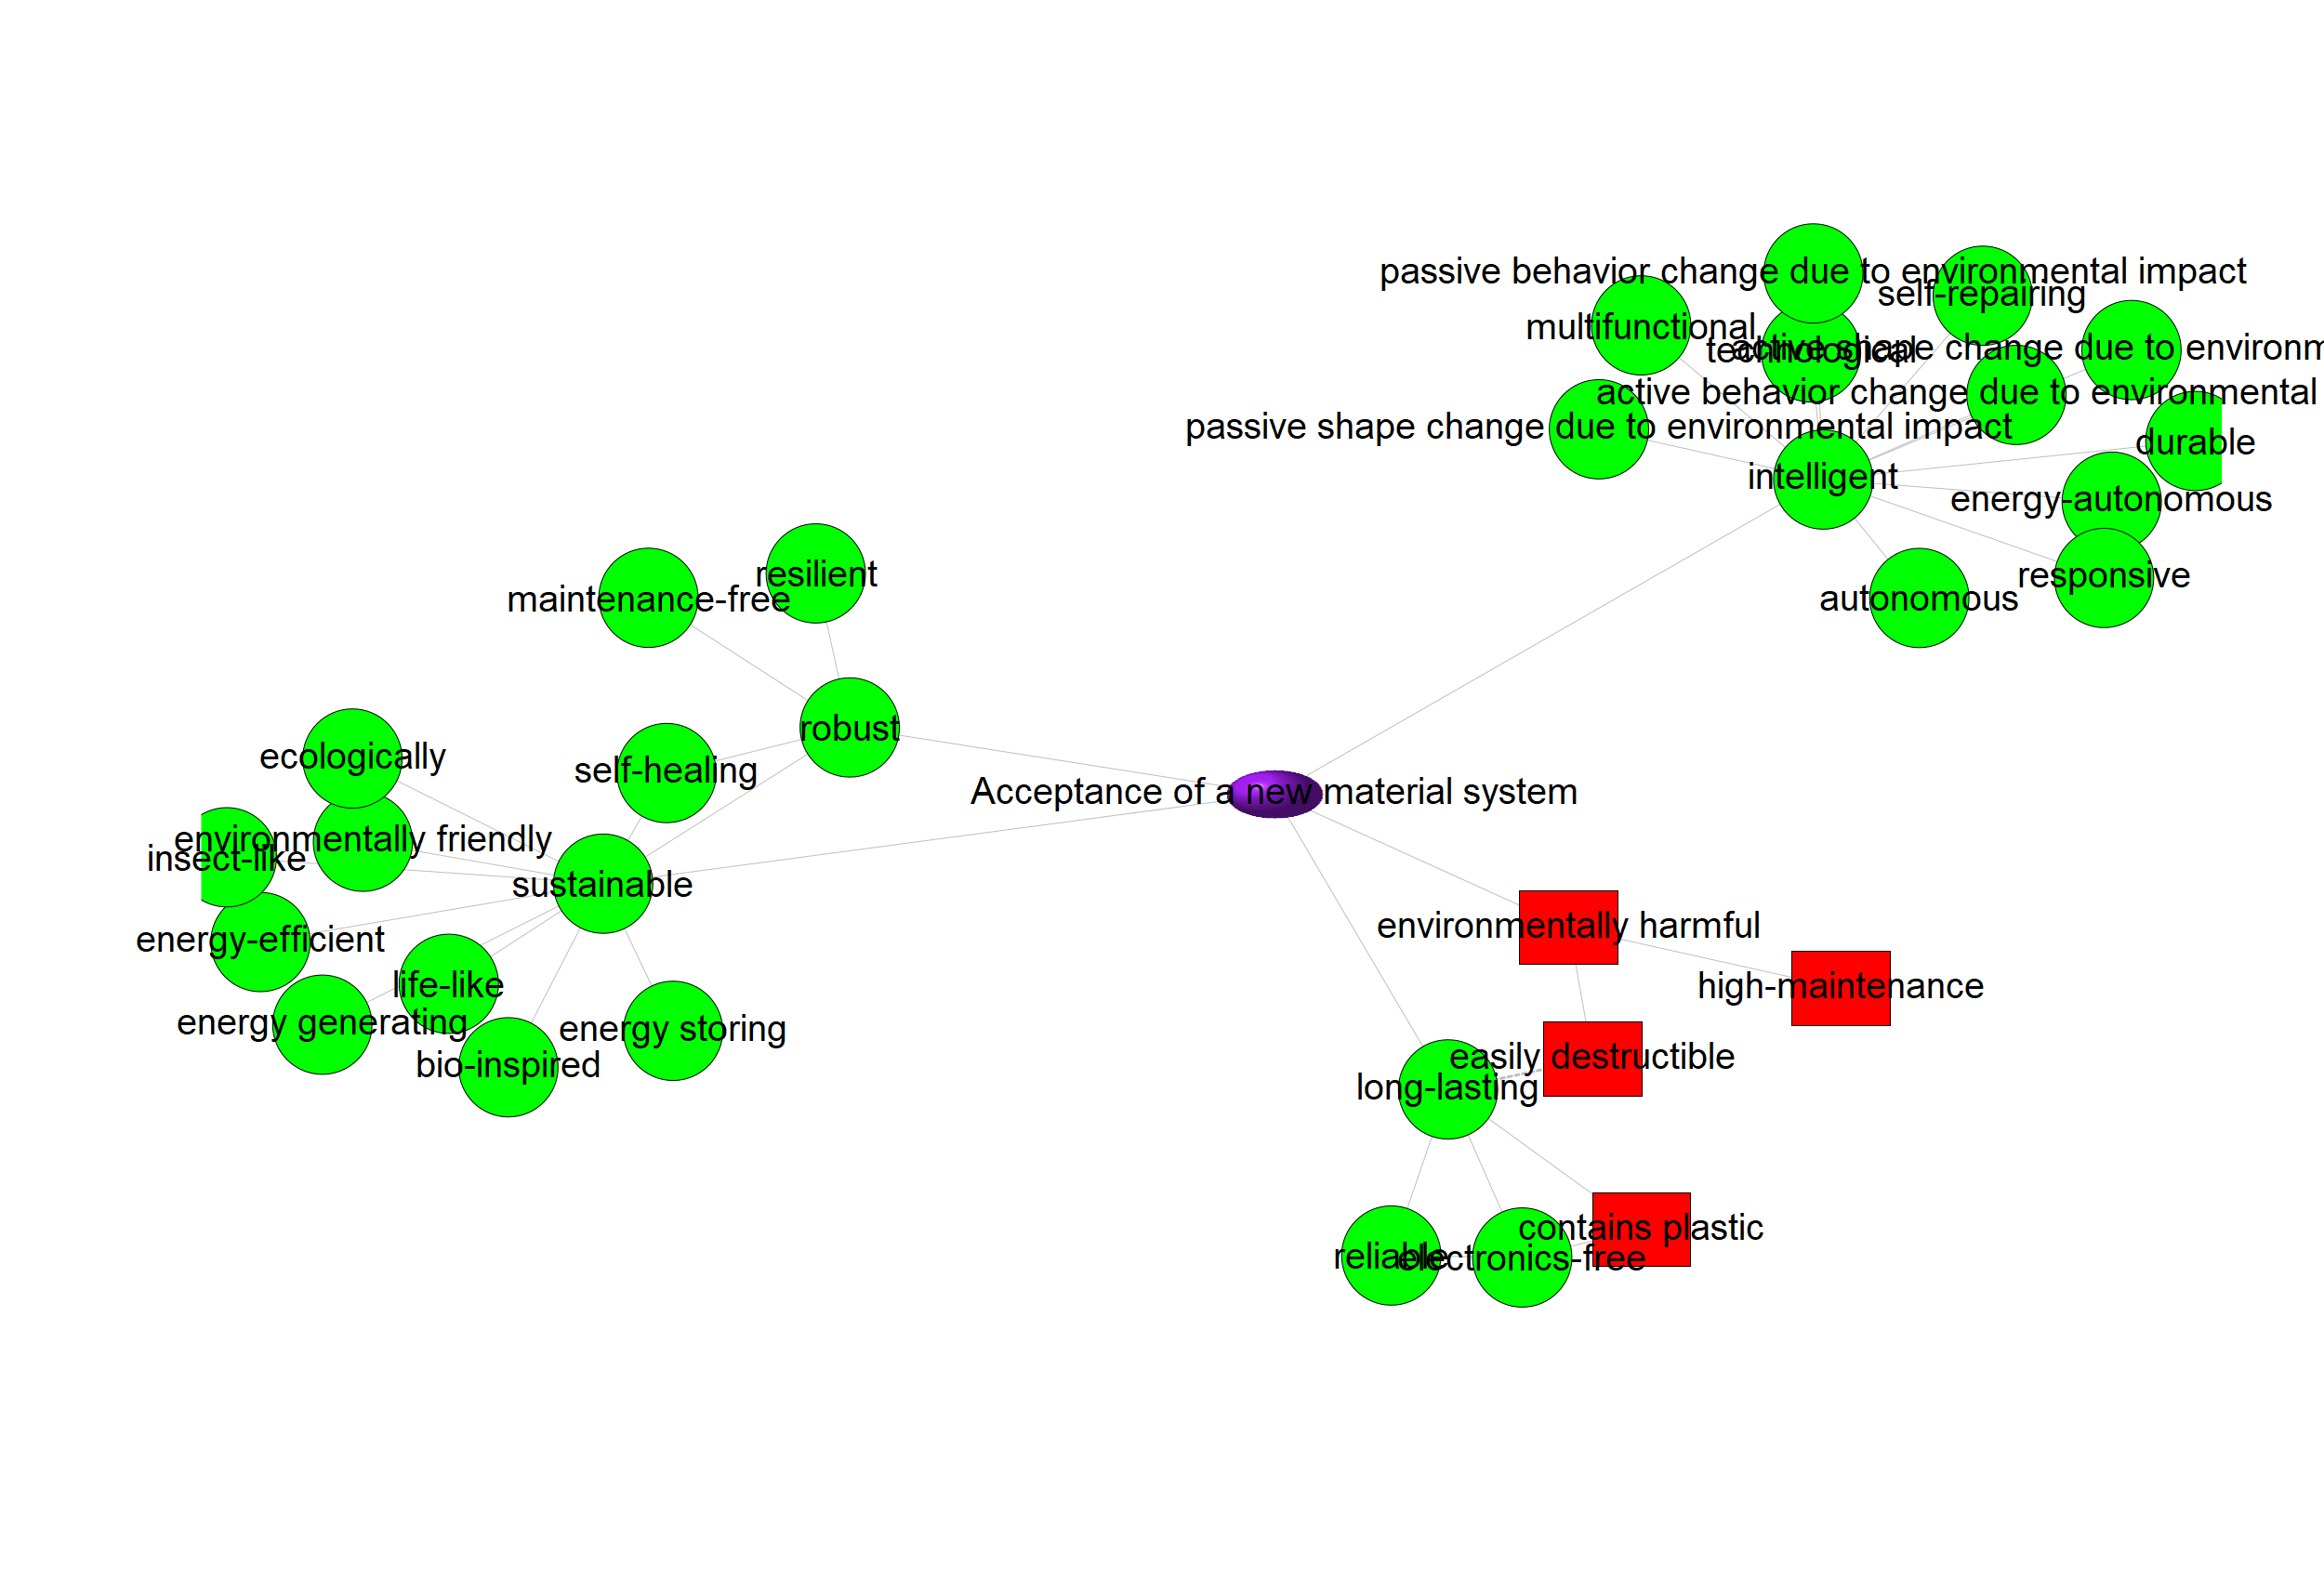 passive behavior change due to environmental impact
self-repairing
multifunctional
technological
active shape change due to environm
active behavior change due to environmental
passive shape change due to environmental impact
durable
intelligent
energy-autonomous
resilient
responsive
maintenance-free
autonomous
robust
ecologically
self-healing
Acceptance of a new material system
environmentally friendly
insect-like
sustainable
environmentally harmful
energy-efficient
life-like
high-maintenance
energy generating
energy storing
bio-inspired
easily destructible
long-lasting
contains plastic
reliable
electronics-free